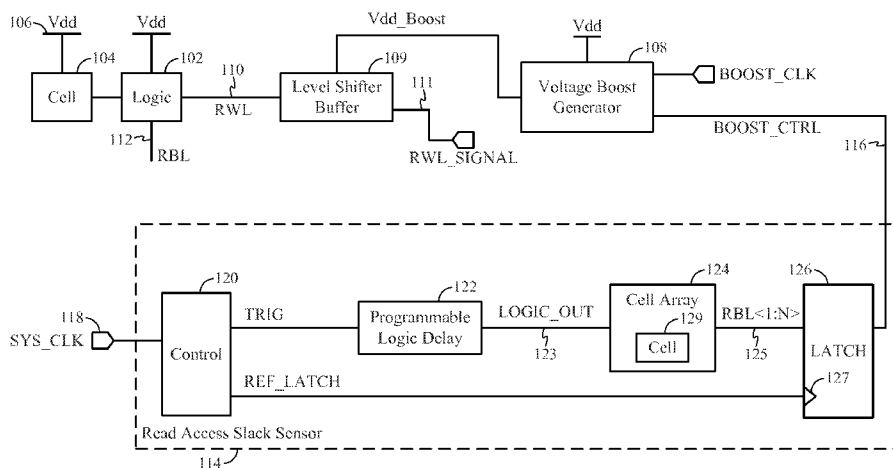 106
Vdd
Vdd
Vdd_Boost
Vdd
104
102
110
109
108
Cell
Logic
RWL
Level Shifter
Buffer
111
Voltage Boost
Generator
BOOST_CLK
112
RBL
RWL_SIGNAL
BOOST_CTRL
116
118
SYS_CLK
120
Control
TRIG
122
Programmable
Logic Delay
LOGIC_OUT
123
124
Cell Array
129
Cell
RBL<1:N>
125
126
LATCH
127
REF_LATCH
Read Access Slack Sensor
114